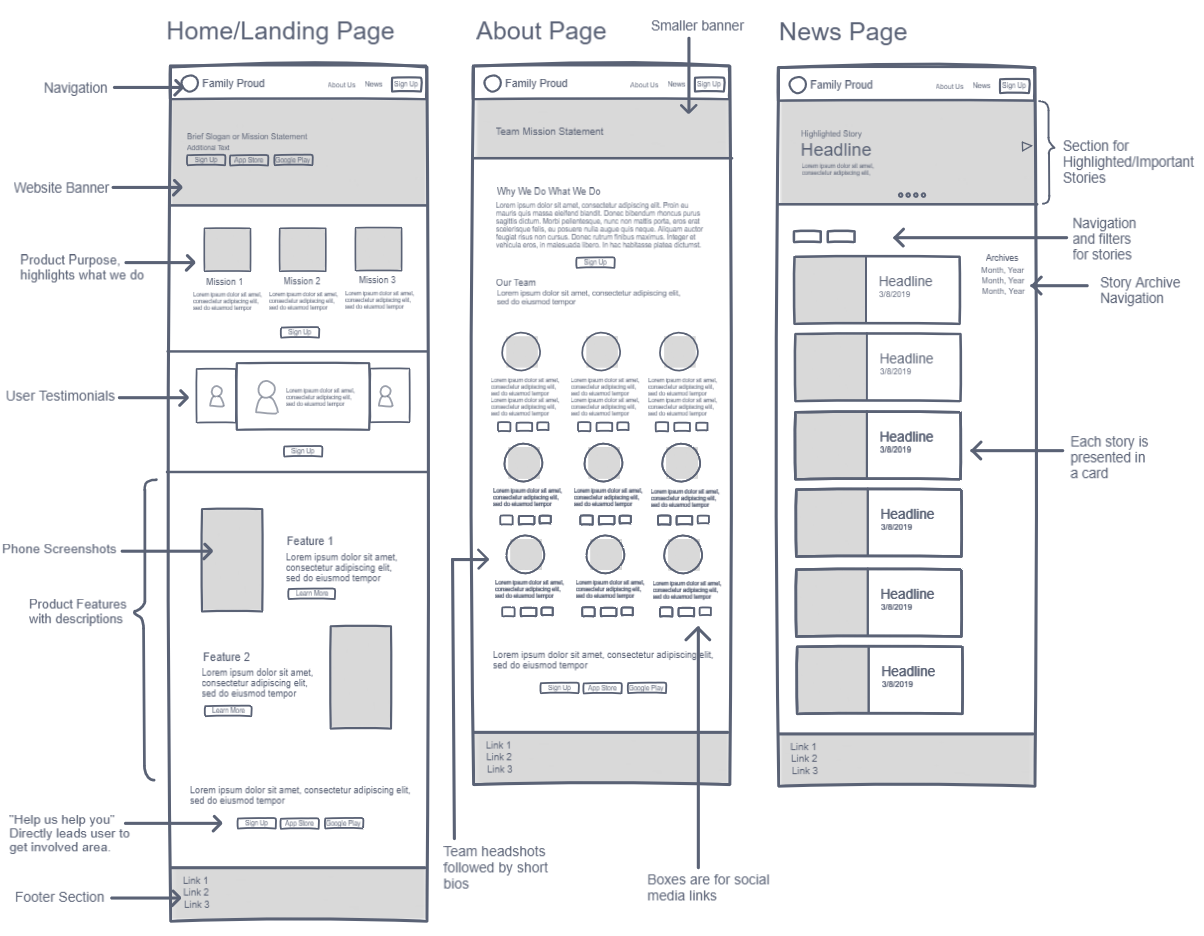 Home/Landing Page
Navigation
Family Proud
About Us
News
Sign Up
Brief Slogan or Mission Statement
Additional Text
Sign Up
App Store
Google Play
Website Banner
Product Purpose,
highlights what we do
Mission 1
Mission 2
Mission 3
Lorem ipsum dolor sit amet,
consectetur adipiscing elit,
sed do eiusmod tempor
Lorem ipsum dolor sit amet,
consectetur adipiscing elit,
sed do eiusmod tempor
Lorem ipsum dolor sit amet,
consectetur adipiscing elit,
sed do eiusmod tempor
Sign Up
User Testimonials
Lorem ipsum dolor sit amet,
consectetur adipiscing elit,
sed do eiusmod tempor
Sign Up
Phone Screenshots
Feature 1
Lorem ipsum dolor sit amet,
consectetur adipiscing elit,
sed do eiusmod tempor
Learn More
Product Features
with descriptions
Feature 2
Lorem ipsum dolor sit amet,
consectetur adipiscing elit,
sed do eiusmod tempor
Learn More
Lorem ipsum dolor sit amet, consectetur adipiscing elit,
sed do eiusmod tempor
"Help us help you"
Directly leads user to
get involved area.
Sign Up
App Store
Google Play
Footer Section
Link 1
Link 2
Link 3
About Page
Smaller banner
Family Proud
About Us
News
Sign Up
Team Mission Statement
Why We Do What We Do
Lorem ipsum dolor sit amet, consectetur adipiscing elit. Proin eu
mauris quis massa eleifend blandit. Donec bibendum rhoncus purus
sagittis dictum. Morbi pellentesque, nunc non mattis porta, eros erat
scelerisque felis, eu posuere nulla augue quis neque. Aliquam auctor
feugiat risus non cursus. Donec rutrum finibus maximus. Integer et
vehicula eros, in malesuada libero. In hac habitasse platea dictumst.
Sign Up
Our Team
Lorem ipsum dolor sit amet, consectetur adipiscing elit,
sed do eiusmod tempor
Lorem ipsum dolor sit amet,
consectetur adipiscing elit,
sed do eiusmod tempor
Lorem ipsum dolor sit amet,
consectetur adipiscing elit,
sed do eiusmod tempor
Lorem ipsum dolor sit amet,
consectetur adipiscing elit,
sed do eiusmod tempor
Lorem ipsum dolor sit amet,
consectetur adipiscing elit,
sed do eiusmod tempor
Lorem ipsum dolor sit amet,
consectetur adipiscing elit,
sed do eiusmod tempor
Lorem ipsum dolor sit amet,
consectetur adipiscing elit,
sed do eiusmod tempor
Lorem ipsum dolor sit amet,
consectetur adipiscing elit,
sed do eiusmod tempor
Lorem ipsum dolor sit amet,
consectetur adipiscing elit,
sed do eiusmod tempor
Lorem ipsum dolor sit amet,
consectetur adipiscing elit,
sed do eiusmod tempor
Lorem ipsum dolor sit amet,
consectetur adipiscing elit,
sed do eiusmod tempor
Lorem ipsum dolor sit amet,
consectetur adipiscing elit,
sed do eiusmod tempor
Lorem ipsum dolor sit amet,
consectetur adipiscing elit,
sed do eiusmod tempor
Lorem ipsum dolor sit amet, consectetur adipiscing elit,
sed do eiusmod tempor
Sign Up
App Store
Google Play
Link 1
Link 2
Link 3
Team headshots
followed by short
bios
Boxes are for social
media links
News Page
Family Proud
About Us
News
Sign Up
Highlighted Story
Headline
Lorem ipsum dolor sit amet,
consectetur adipiscing elit,
Section for
Highlighted/Important
Stories
Navigation
and filters
for stories
Archives
Month, Year
Month, Year
Month, Year
Story Archive
Navigation
Headline
3/8/2019
Headline
3/8/2019
Headline
3/8/2019
Each story is
presented in
a card
Headline
3/8/2019
Headline
3/8/2019
Headline
3/8/2019
Link 1
Link 2
Link 3